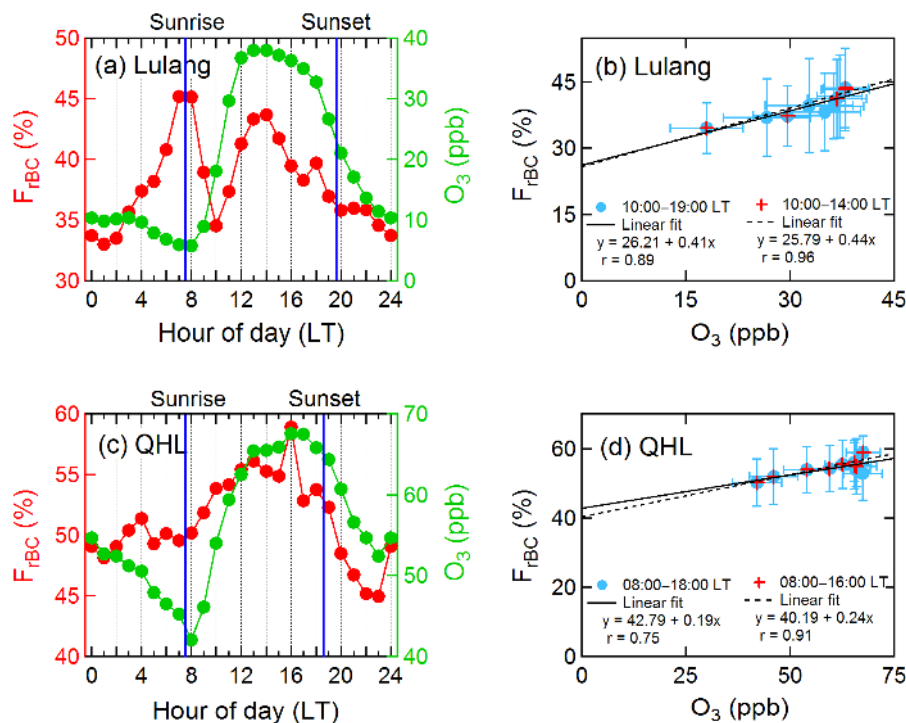 Sunrise Sunset
50
45
40
35
30
F_rBC (%)
(a) Lulang
40
30
20
10
0
O₃ (ppb)
0 4 8 12 16 20 24
Hour of day (LT)
45
30
15
0
F_rBC (%)
(b) Lulang
10:00–19:00 LT
Linear fit
y = 26.21 + 0.41x
r = 0.89
10:00–14:00 LT
Linear fit
y = 25.79 + 0.44x
r = 0.96
0 15 30 45
O₃ (ppb)
Sunrise Sunset
60
55
50
45
40
F_rBC (%)
(c) QHL
70
60
50
40
O₃ (ppb)
0 4 8 12 16 20 24
Hour of day (LT)
80
60
40
20
0
F_rBC (%)
(d) QHL
08:00–18:00 LT
Linear fit
y = 42.79 + 0.19x
r = 0.75
08:00–16:00 LT
Linear fit
y = 40.19 + 0.24x
r = 0.91
0 25 50 75
O₃ (ppb)